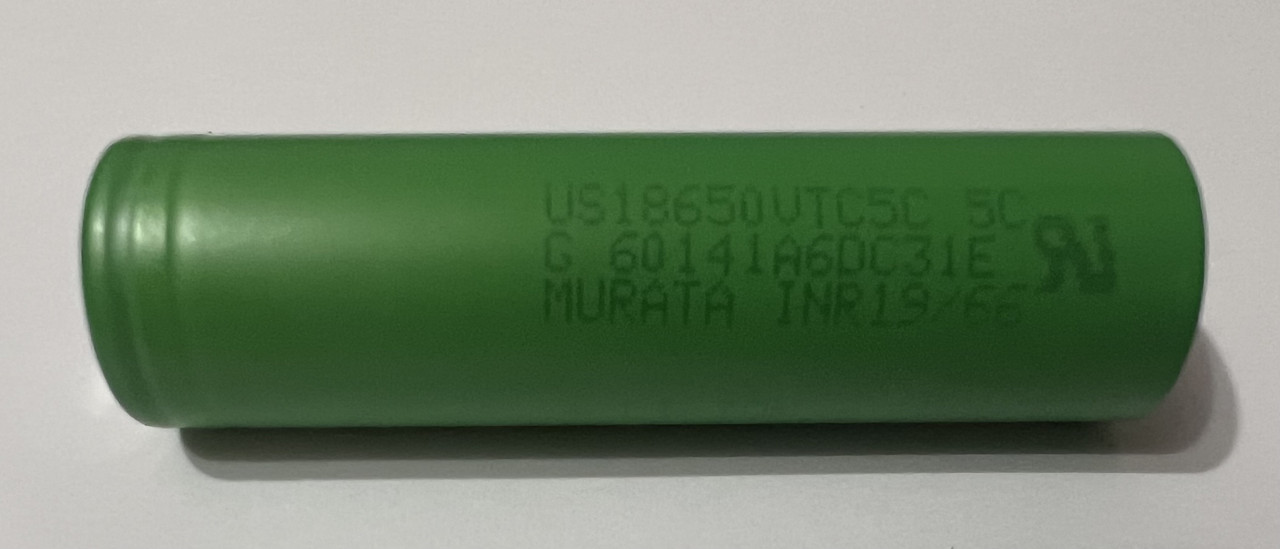 US18650VTC5C 5C
G 60141A6DC31E
MURATA INR19/66